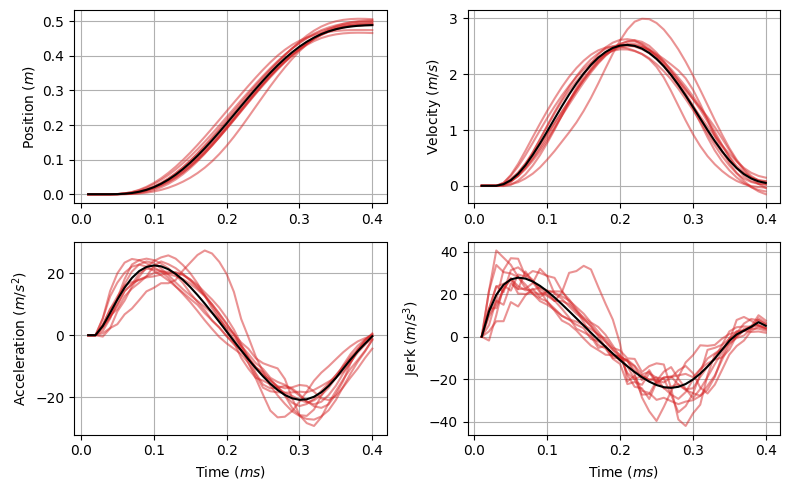 Position (m)
0.5
0.4
0.3
0.2
0.1
0.0
0.0 0.1 0.2 0.3 0.4
Velocity (m/s)
3
2
1
0
0.0 0.1 0.2 0.3 0.4
Acceleration (m/s²)
20
0
−20
0.0 0.1 0.2 0.3 0.4
Time (ms)
Jerk (m/s³)
40
20
0
−20
−40
0.0 0.1 0.2 0.3 0.4
Time (ms)